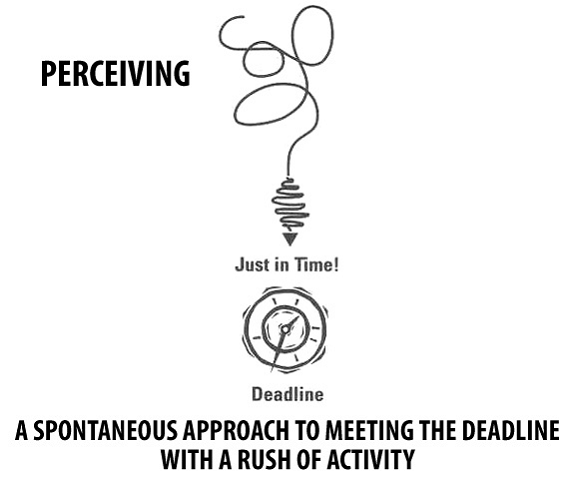 PERCEIVING
Just in Time!
Deadline
A SPONTANEOUS APPROACH TO MEETING THE DEADLINE
WITH A RUSH OF ACTIVITY